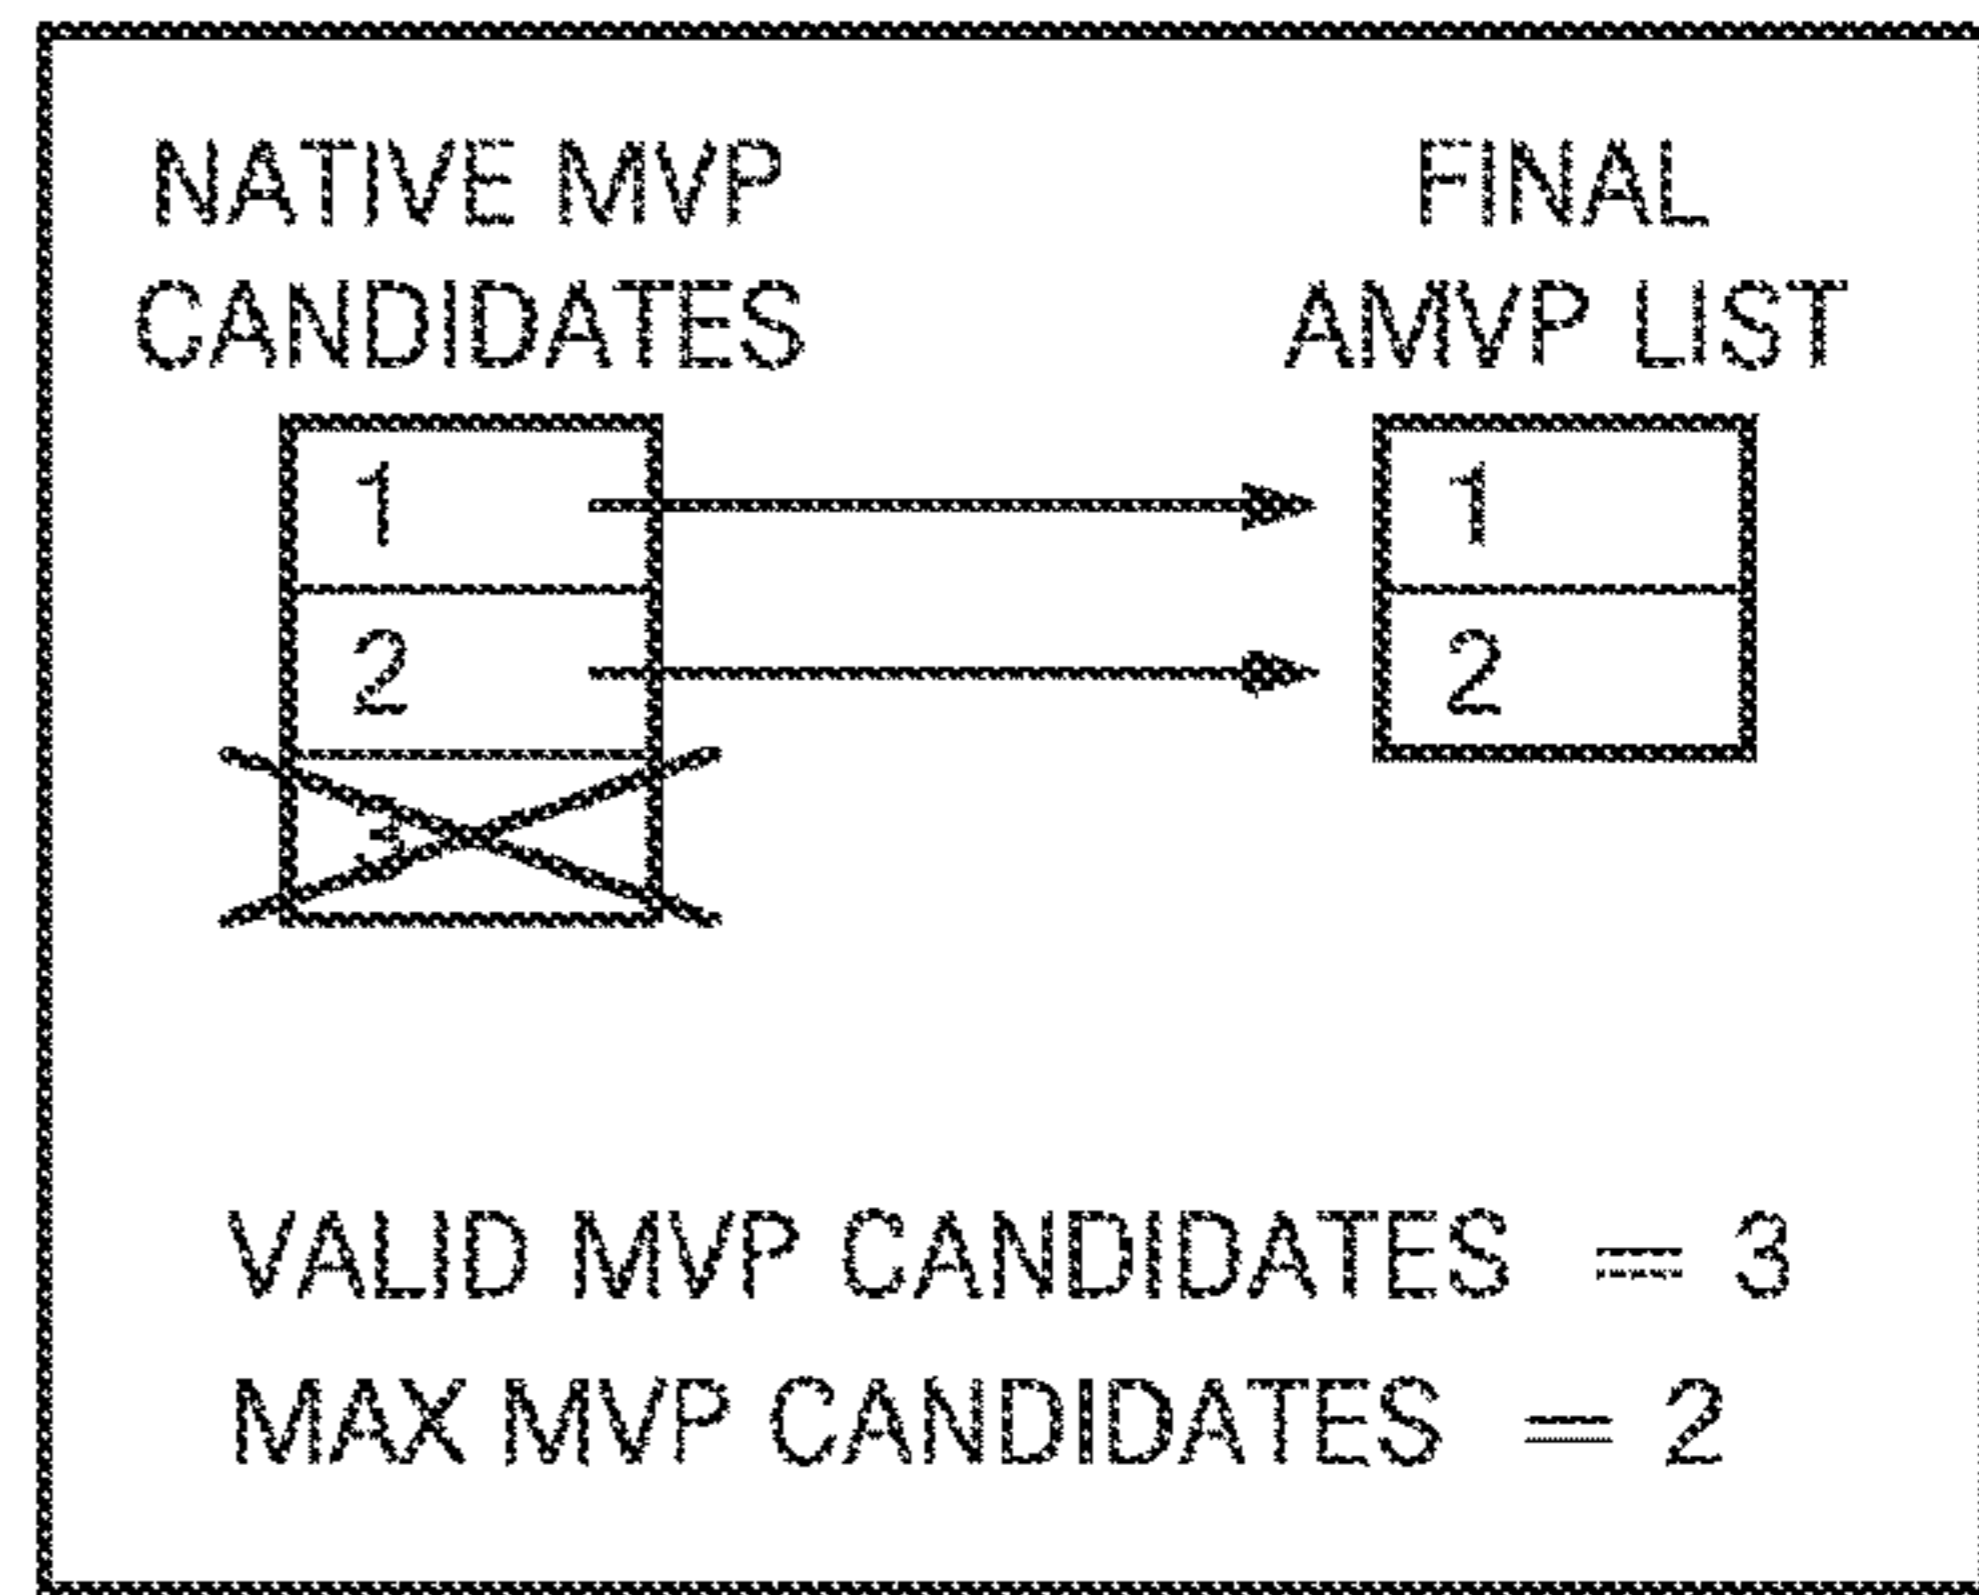 NATIVE MVP
CANDIDATES
FINAL
AMVP LIST
1
2
3
1
2
VALID MVP CANDIDATES = 3
MAX MVP CANDIDATES = 2